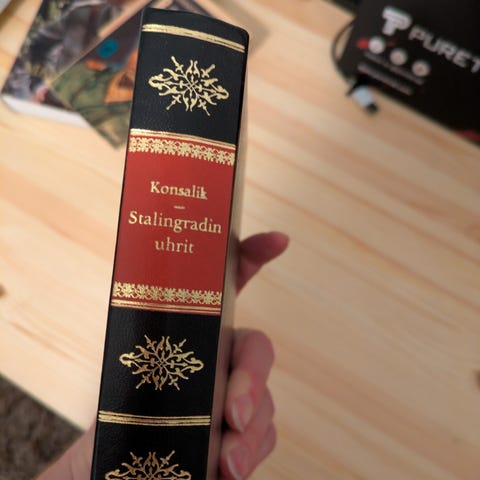 Konsalik
Stalingradin
uhrit
PURET